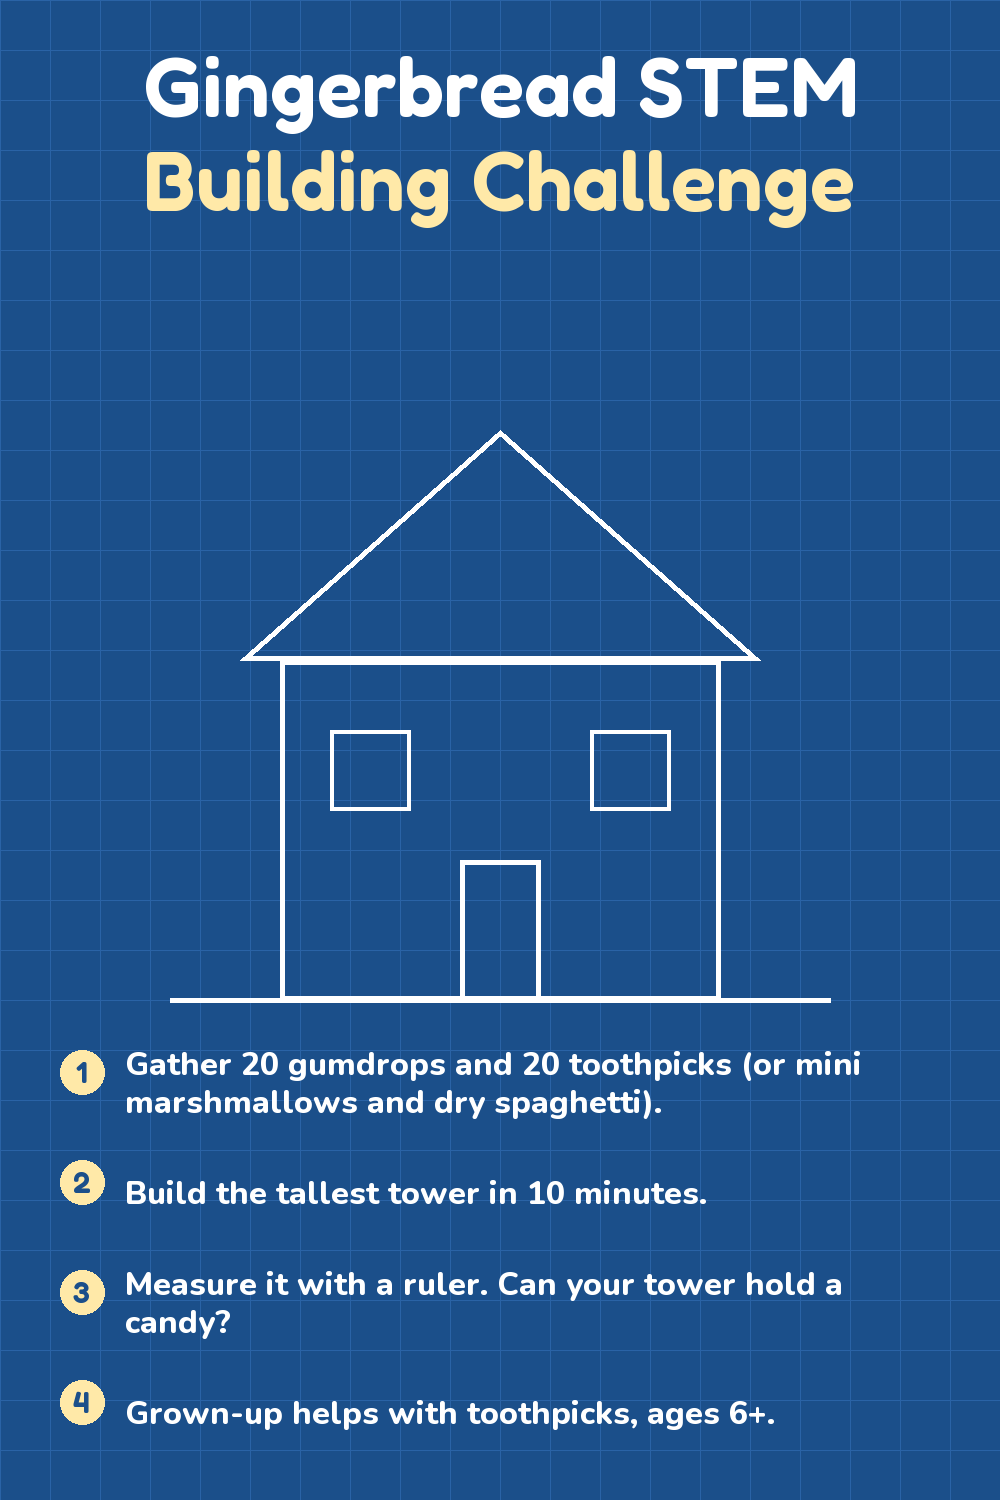 Gingerbread STEM
Building Challenge
1 Gather 20 gumdrops and 20 toothpicks (or mini
marshmallows and dry spaghetti).
2 Build the tallest tower in 10 minutes.
3 Measure it with a ruler. Can your tower hold a
candy?
4 Grown-up helps with toothpicks, ages 6+.